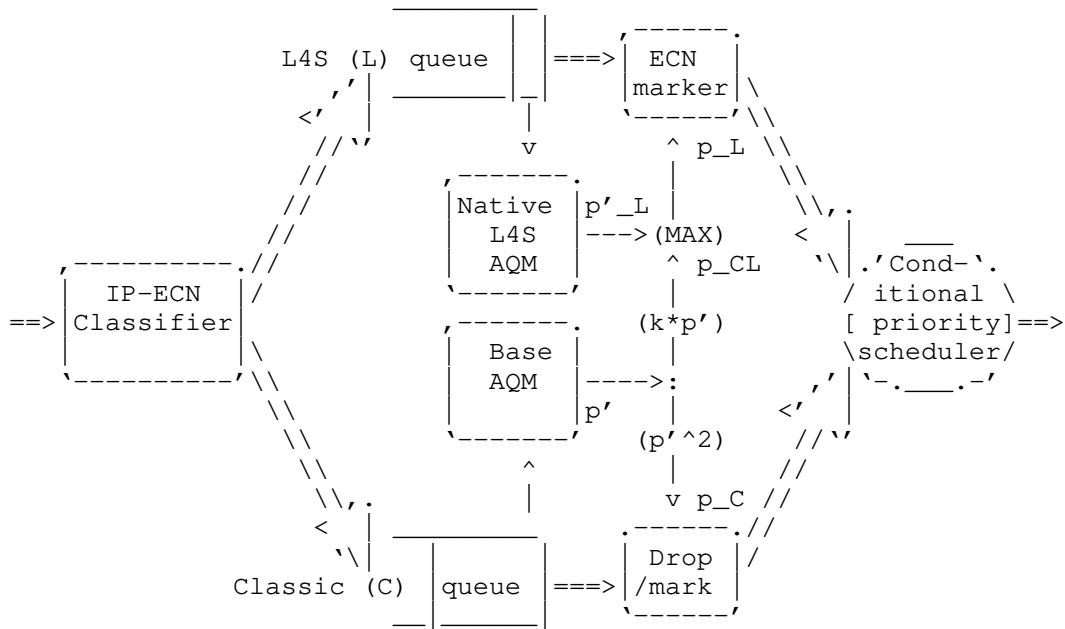 L4S (L)
queue
ECN
marker
p_L
Native
L4S
AQM
p'_L
(MAX)
p_CL
IP-ECN
Classifier
Cond-
itional
priority
scheduler
(k*p')
Base
AQM
p'
(p'^2)
p_C
Classic (C)
queue
Drop
/mark